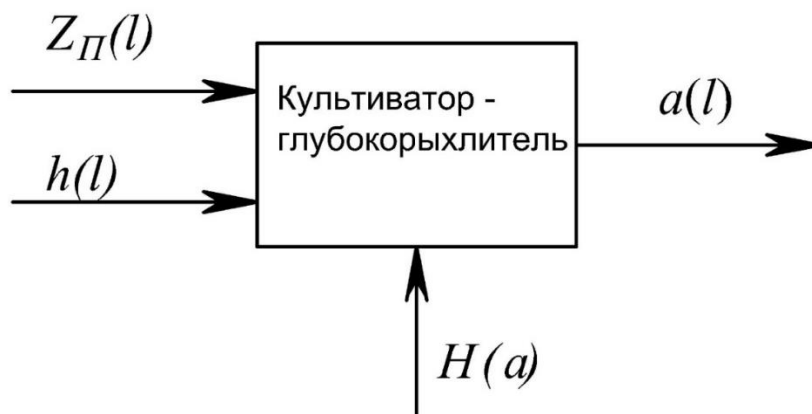 Z_П(l)
Культиватор -
глубокорыхлитель
a(l)
h(l)
H(a)